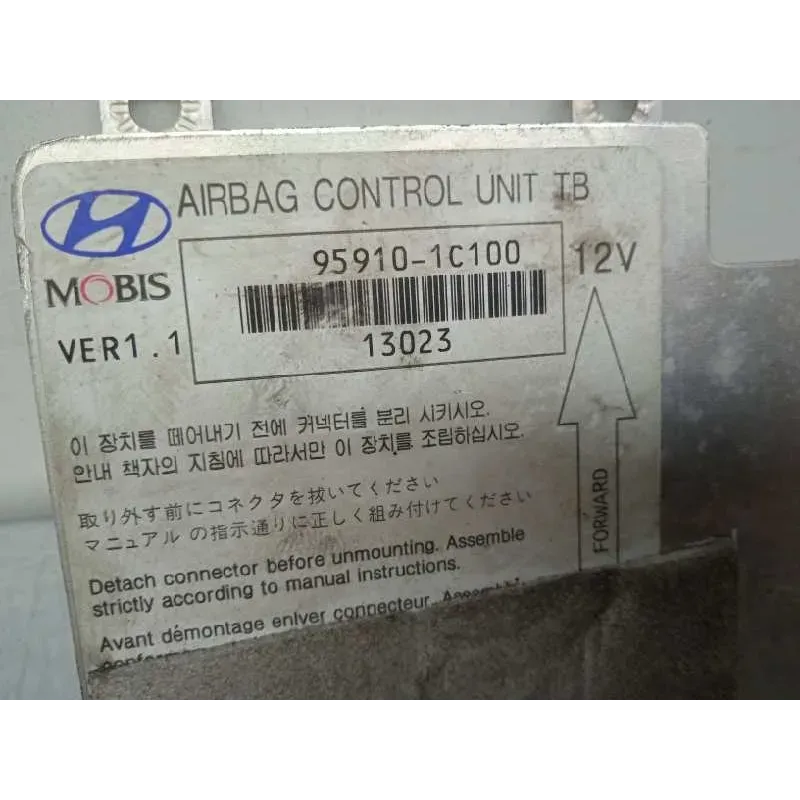 AIRBAG CONTROL UNIT TB
MOBIS
95910-1C100
12V
VER1.1
13023
이 장치를 떼어내기 전에 커넥터를 분리 시키시오.
안내 책자의 지침에 따라서만 이 장치를 조립하십시오.
取り外す前にコネクタを抜いてください
マニュアル の指示通りに正しく組み付けてください
FORWARD
Detach connector before unmounting. Assemble
strictly according to manual instructions.
Avant démontage enlver connecteur.